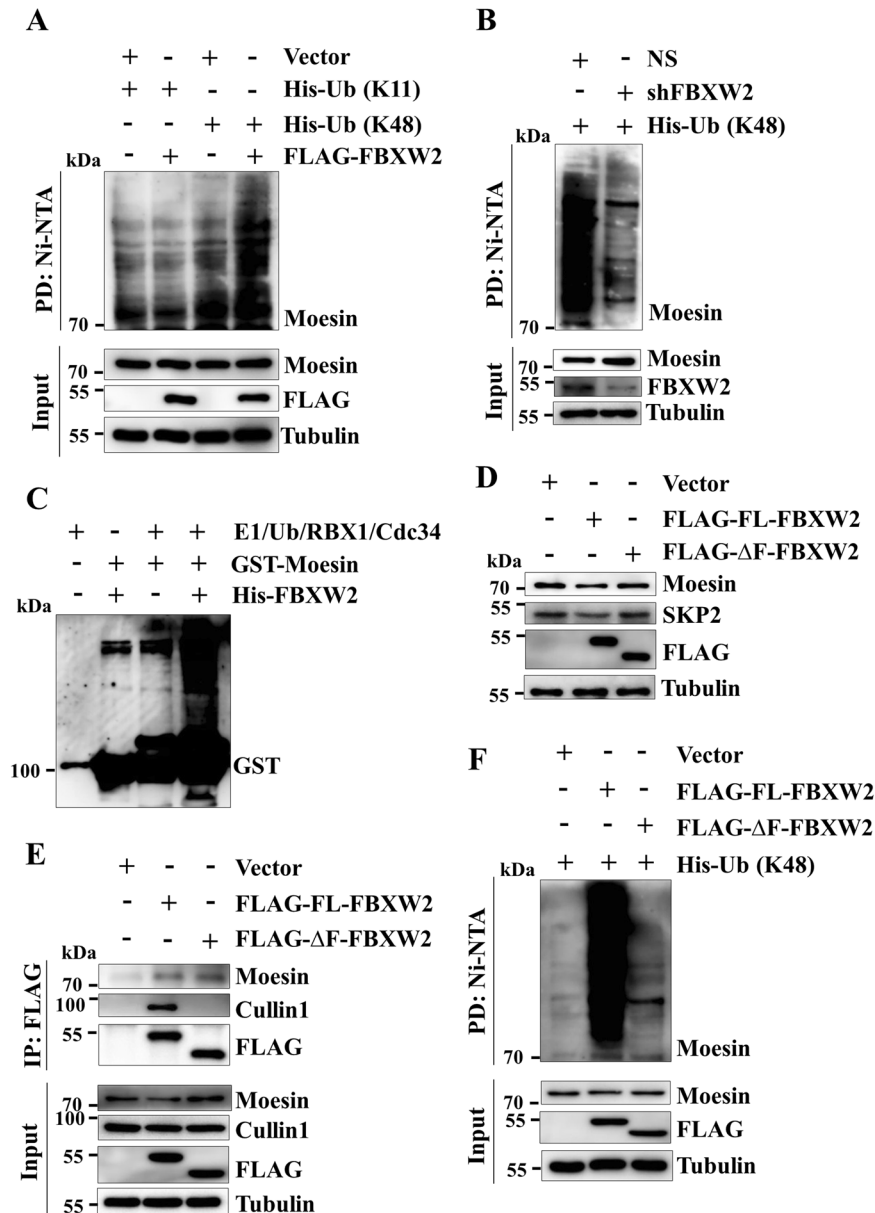 A
+ - + - Vector
+ + - - His-Ub (K11)
- - + + His-Ub (K48)
- + - + FLAG-FBXW2
kDa
PD: Ni-NTA
70
Moesin
Input
70
Moesin
55
FLAG
55
Tubulin
B
+ - NS
- + shFBXW2
+ + His-Ub (K48)
kDa
PD: Ni-NTA
70
Moesin
Input
70
Moesin
55
FBXW2
55
Tubulin
C
+ - + + E1/Ub/RBX1/Cdc34
- + + + GST-Moesin
- + - + His-FBXW2
kDa
100
GST
D
+ - - Vector
- + - FLAG-FL-FBXW2
- - + FLAG-ΔF-FBXW2
kDa
70
Moesin
55
SKP2
55
FLAG
55
Tubulin
E
+ - - Vector
- + - FLAG-FL-FBXW2
- - + FLAG-ΔF-FBXW2
kDa
IP: FLAG
70
Moesin
100
Cullin1
55
FLAG
Input
70
Moesin
100
Cullin1
55
FLAG
55
Tubulin
F
+ - - Vector
- + - FLAG-FL-FBXW2
- - + FLAG-ΔF-FBXW2
+ + + His-Ub (K48)
kDa
PD: Ni-NTA
70
Moesin
Input
70
Moesin
55
FLAG
55
Tubulin